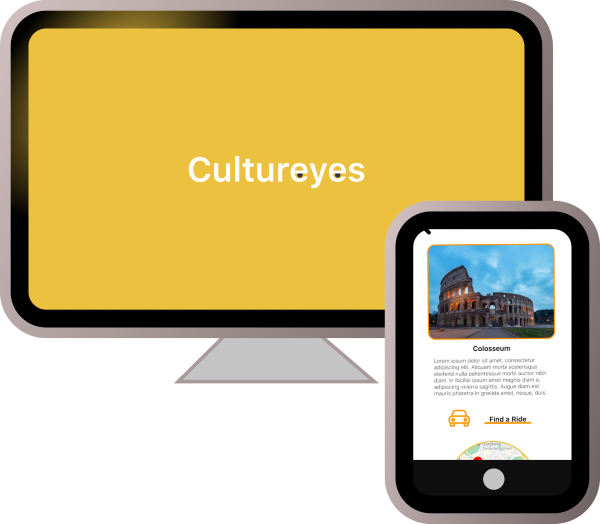 Cultureyes
Colosseum
Lorem ipsum dolor sit amet, consectetur
adipiscing elit. Aliquam morbi scelerisque
eleifend nulla pellentesque morbi auctor nibh
diam. In facilisi ipsum amet magnis diam a,
adipiscing viverra sagittis. Augue diam est
mauris pharetra in gravida amet, neque, duis.
Find a Ride